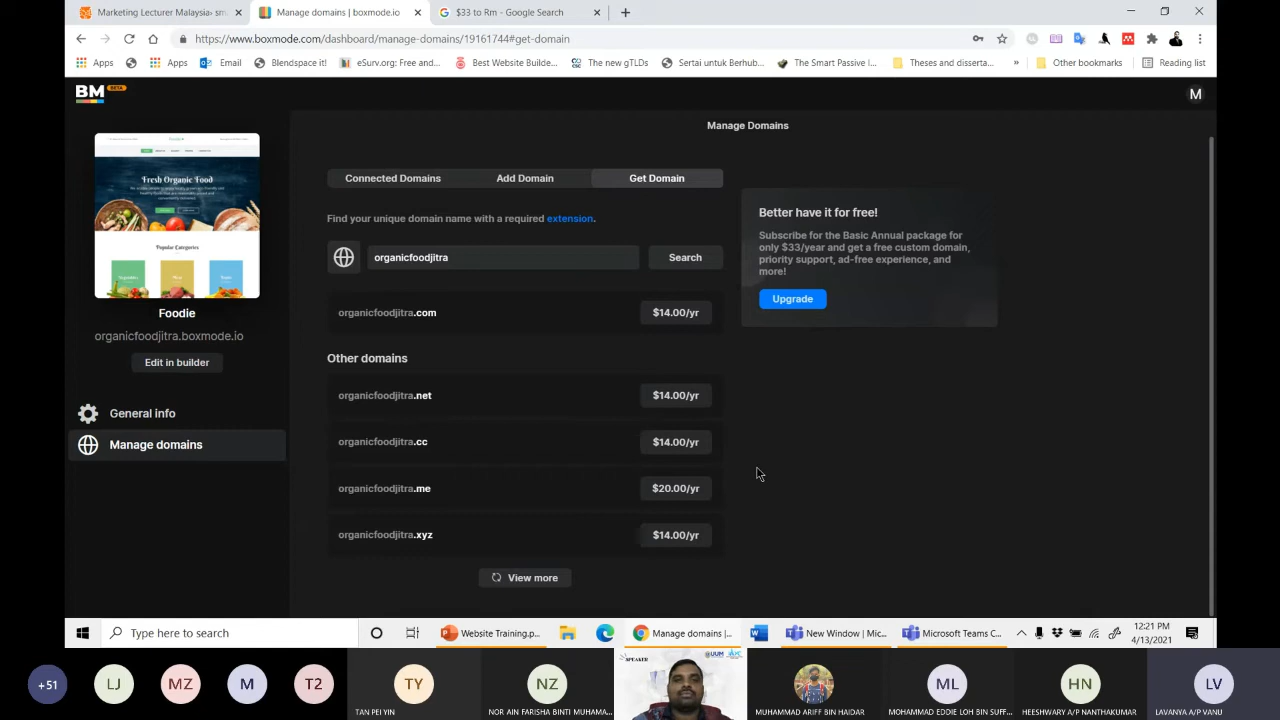 Marketing Lecturer Malaysia> sm
Manage domains | boxmode.io
$33 to Rm - Google Search
https://www.boxmode.com/dashboard/manage-domains/19161744#get-domain
Apps
Apps
Email
Blendspace it!
eSurv.org: Free and...
Best Website Builde...
The new gTLDs
Sertai untuk Berhub...
The Smart Passive I...
Theses and disserta...
»
Other bookmarks
Reading list
BM BETA
M
Manage Domains
Connected Domains
Add Domain
Get Domain
Find your unique domain name with a required extension.
organicfoodjitra
Search
organicfoodjitra.com
$14.00/yr
Other domains
organicfoodjitra.net
$14.00/yr
organicfoodjitra.cc
$14.00/yr
organicfoodjitra.me
$20.00/yr
organicfoodjitra.xyz
$14.00/yr
View more
Better have it for free!
Subscribe for the Basic Annual package for
only $33/year and get a free custom domain,
priority support, ad-free experience, and
more!
Upgrade
Fresh Organic Food
Popular Categories
Foodie
organicfoodjitra.boxmode.io
Edit in builder
General info
Manage domains
Type here to search
Website Training.p...
Manage domains |...
New Window | Mic...
Microsoft Teams C...
12:21 PM
4/13/2021
+51
LJ
MZ
M
T2
TY
TAN PEI YIN
NZ
NOR AIN FARISHA BINTI MUHAMA...
SPEAKER
UUM
MUHAMMAD ARIFF BIN HAIDAR
ML
MOHAMMAD EDDIE LOH BIN SUFF...
HN
HEESHWARY A/P NANTHAKUMAR
LV
LAVANYA A/P VANU